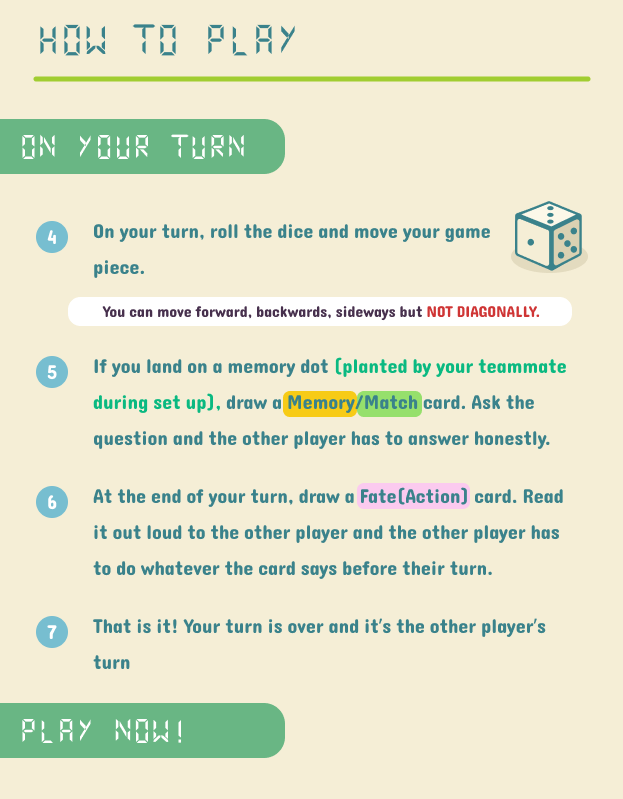 HOW TO PLAY
ON YOUR TURN
4
On your turn, roll the dice and move your game
piece.
You can move forward, backwards, sideways but NOT DIAGONALLY.
5
If you land on a memory dot (planted by your teammate
during set up), draw a Memory/Match card. Ask the
question and the other player has to answer honestly.
6
At the end of your turn, draw a Fate(Action) card. Read
it out loud to the other player and the other player has
to do whatever the card says before their turn.
7
That is it! Your turn is over and it's the other player's
turn
PLAY NOW!